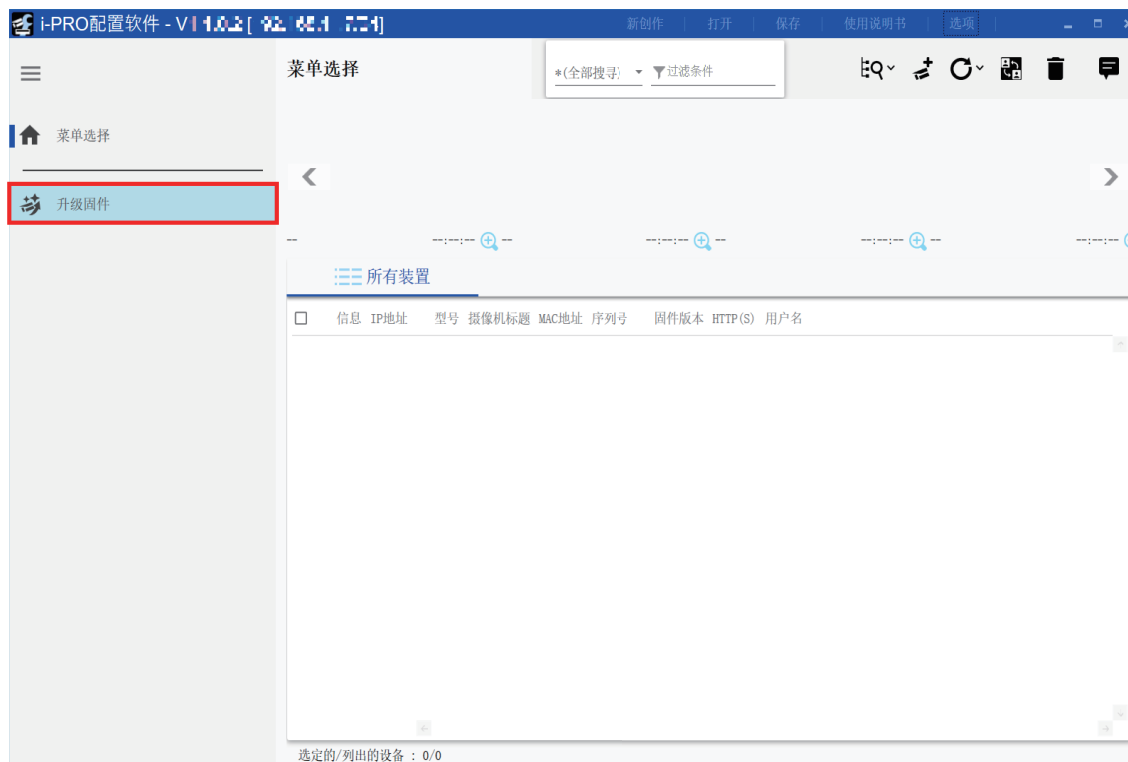 i-PRO配置软件 - V
新创作 打开 保存 使用说明书 选项
菜单选择
*(全部搜寻) 过滤条件
菜单选择
升级固件
-- --:--:-- -- --:--:-- -- --:--:-- -- --:--:--
所有装置
信息 IP地址 型号 摄像机标题 MAC地址 序列号 固件版本 HTTP(S) 用户名
选定的/列出的设备 : 0/0